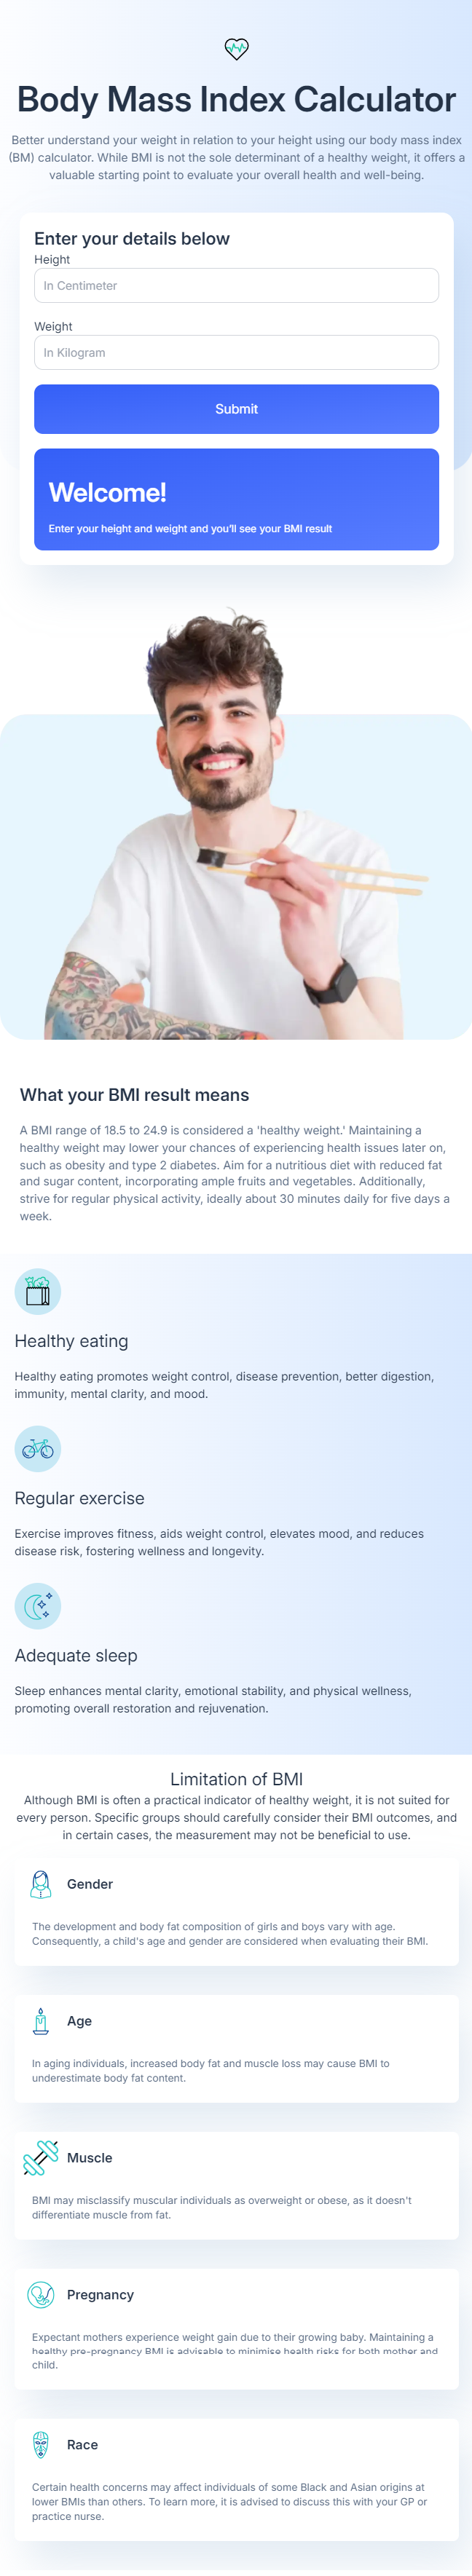 Body Mass Index Calculator
Better understand your weight in relation to your height using our body mass index
(BM) calculator. While BMI is not the sole determinant of a healthy weight, it offers a
valuable starting point to evaluate your overall health and well-being.
Enter your details below
Height
In Centimeter
Weight
In Kilogram
Submit
Welcome!
Enter your height and weight and you'll see your BMI result
What your BMI result means
A BMI range of 18.5 to 24.9 is considered a 'healthy weight.' Maintaining a
healthy weight may lower your chances of experiencing health issues later on,
such as obesity and type 2 diabetes. Aim for a nutritious diet with reduced fat
and sugar content, incorporating ample fruits and vegetables. Additionally,
strive for regular physical activity, ideally about 30 minutes daily for five days a
week.
Healthy eating
Healthy eating promotes weight control, disease prevention, better digestion,
immunity, mental clarity, and mood.
Regular exercise
Exercise improves fitness, aids weight control, elevates mood, and reduces
disease risk, fostering wellness and longevity.
Adequate sleep
Sleep enhances mental clarity, emotional stability, and physical wellness,
promoting overall restoration and rejuvenation.
Limitation of BMI
Although BMI is often a practical indicator of healthy weight, it is not suited for
every person. Specific groups should carefully consider their BMI outcomes, and
in certain cases, the measurement may not be beneficial to use.
Gender
The development and body fat composition of girls and boys vary with age.
Consequently, a child's age and gender are considered when evaluating their BMI.
Age
In aging individuals, increased body fat and muscle loss may cause BMI to
underestimate body fat content.
Muscle
BMI may misclassify muscular individuals as overweight or obese, as it doesn't
differentiate muscle from fat.
Pregnancy
Expectant mothers experience weight gain due to their growing baby. Maintaining a
healthy pre-pregnancy BMI is advisable to minimise health risks for both mother and
child.
Race
Certain health concerns may affect individuals of some Black and Asian origins at
lower BMIs than others. To learn more, it is advised to discuss this with your GP or
practice nurse.